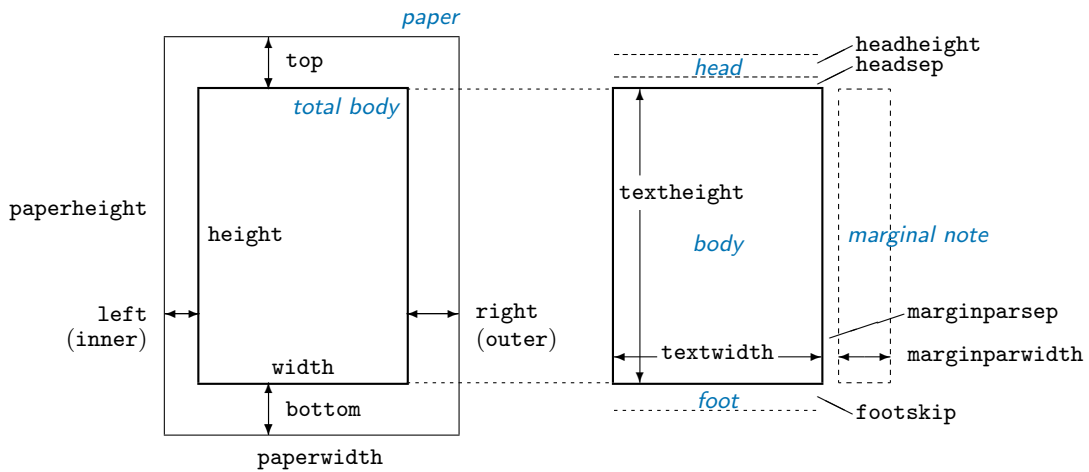 paper
top
total body
paperheight
height
left
(inner)
right
(outer)
width
bottom
paperwidth
headheight
head
headsep
textheight
body
marginal note
marginparsep
textwidth
marginparwidth
foot
footskip